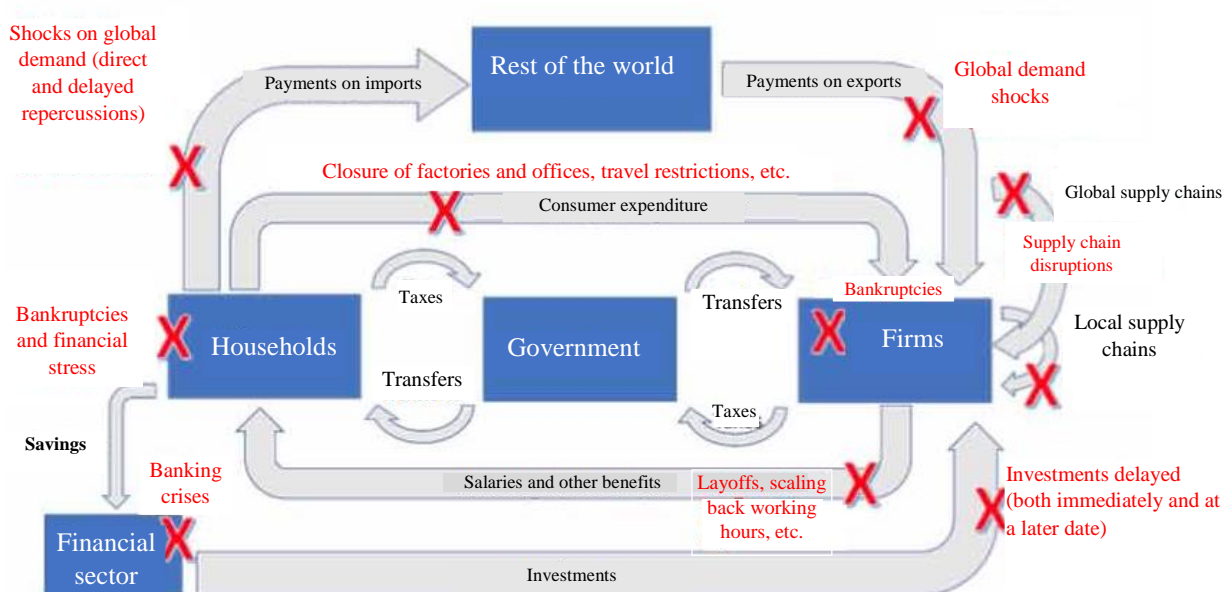 Shocks on global
demand (direct
and delayed
repercussions)
Payments on imports
Rest of the world
Payments on exports
Global demand
shocks
Closure of factories and offices, travel restrictions, etc.
Consumer expenditure
Global supply chains
Supply chain
disruptions
Bankruptcies
and financial
stress
Households
Taxes
Transfers
Government
Transfers
Taxes
Bankruptcies
Firms
Local supply
chains
Savings
Banking
crises
Salaries and other benefits
Layoffs, scaling
back working
hours, etc.
Investments delayed
(both immediately and at
a later date)
Financial
sector
Investments